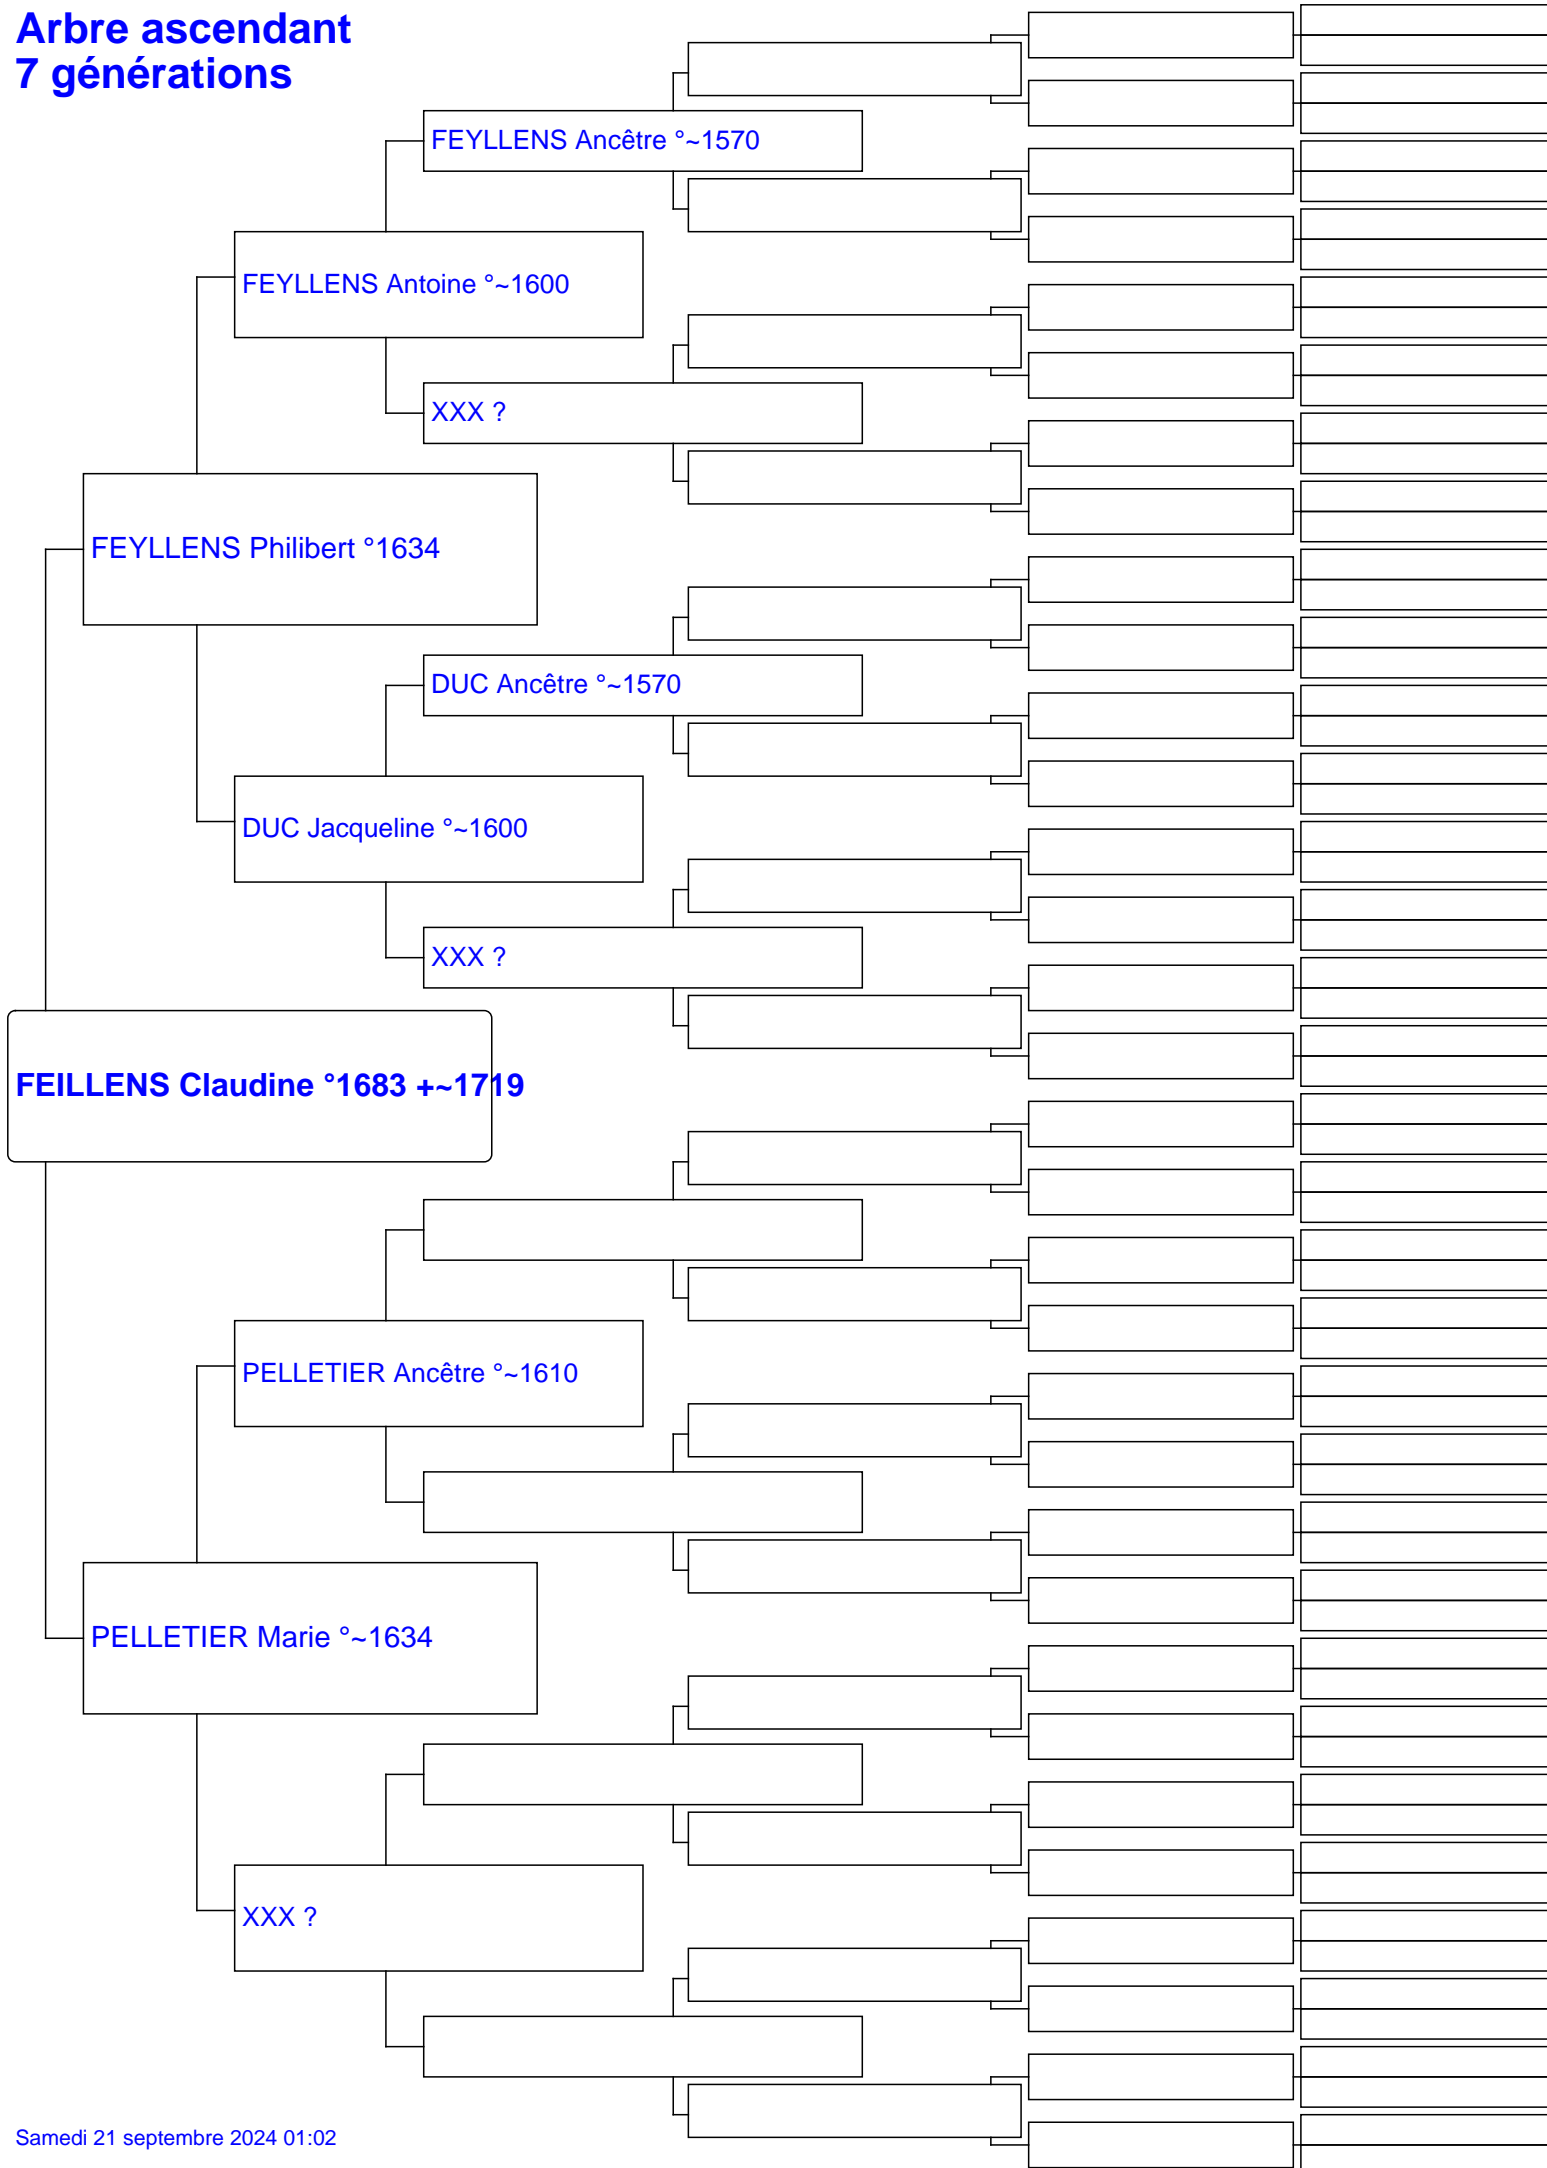 Arbre ascendant
7 générations
FEYLLENS Ancêtre °~1570
FEYLLENS Antoine °~1600
XXX ?
FEYLLENS Philibert °1634
DUC Ancêtre °~1570
DUC Jacqueline °~1600
XXX ?
FEILLENS Claudine °1683 +~1719
PELLETIER Ancêtre °~1610
PELLETIER Marie °~1634
XXX ?
Samedi 21 septembre 2024 01:02